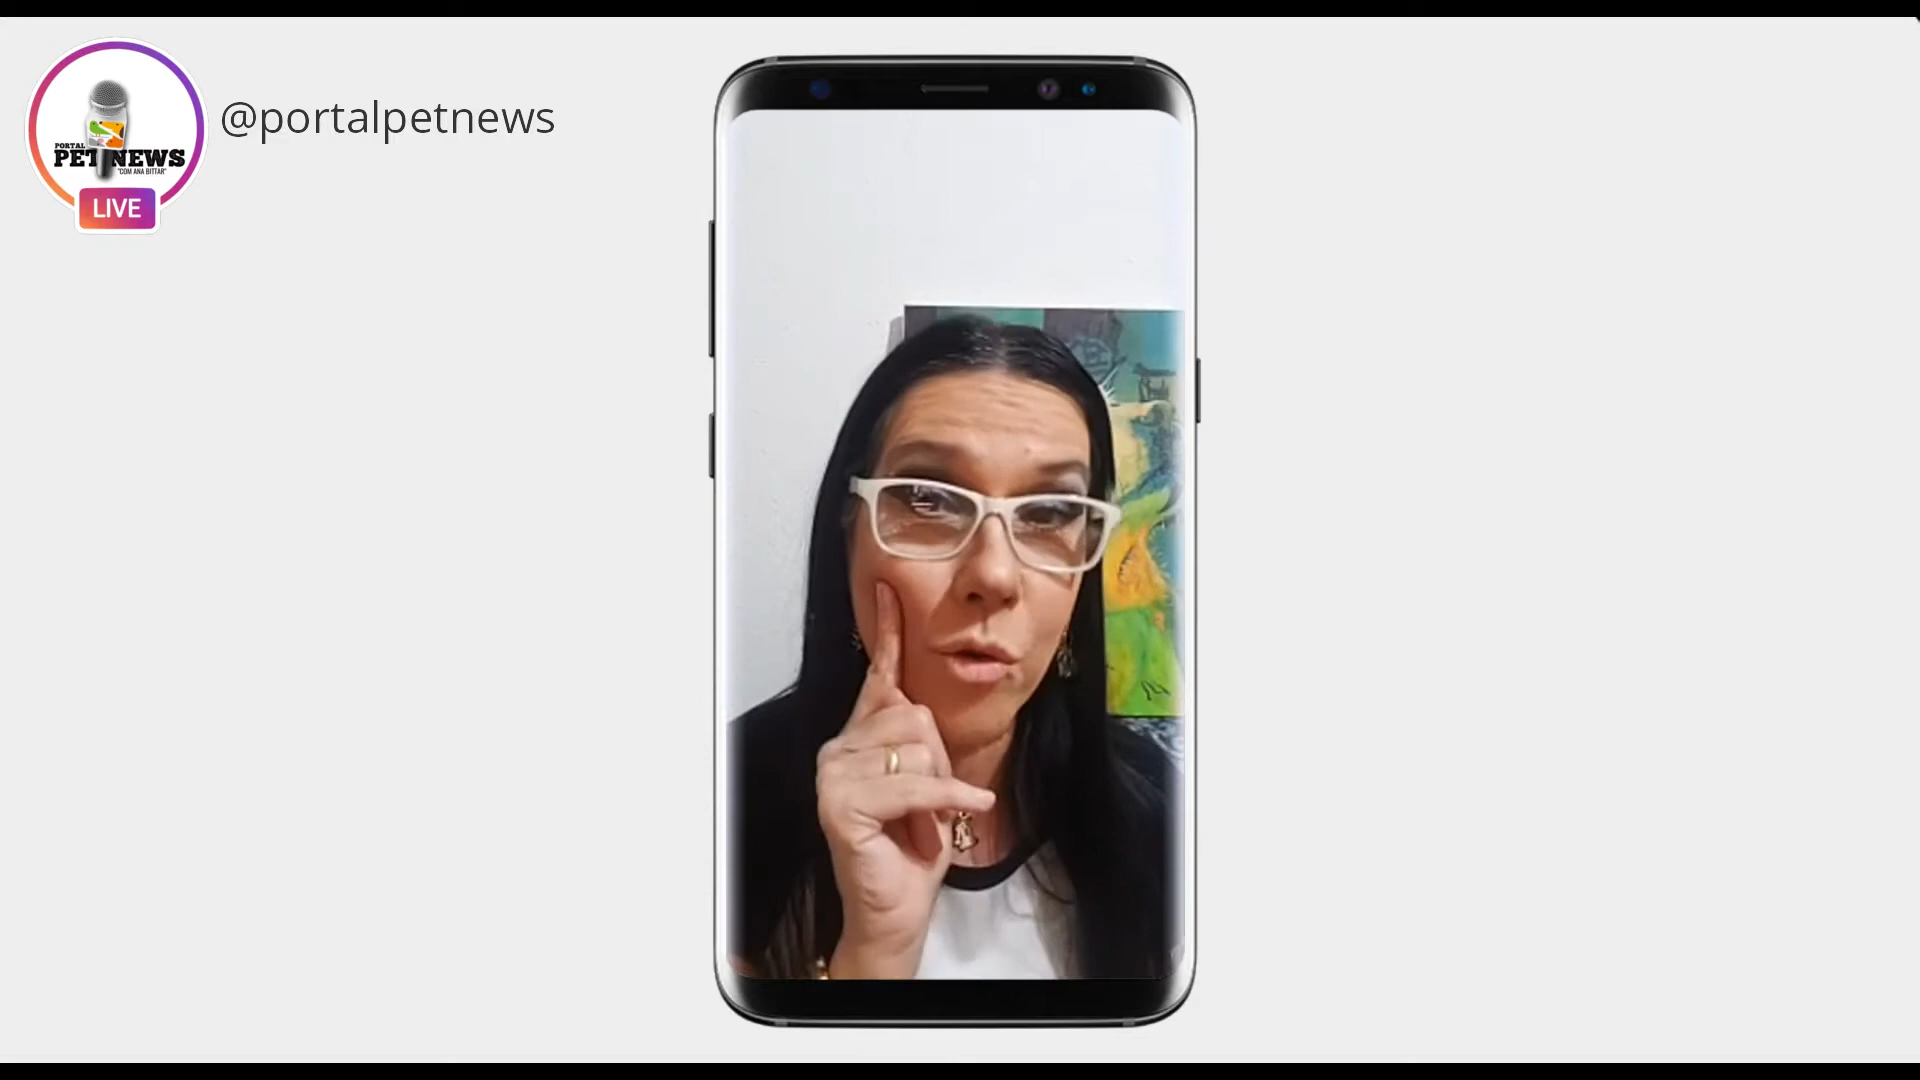 @portalpetnews
PORTAL
PET NEWS
"COM ANA BITTAR"
LIVE